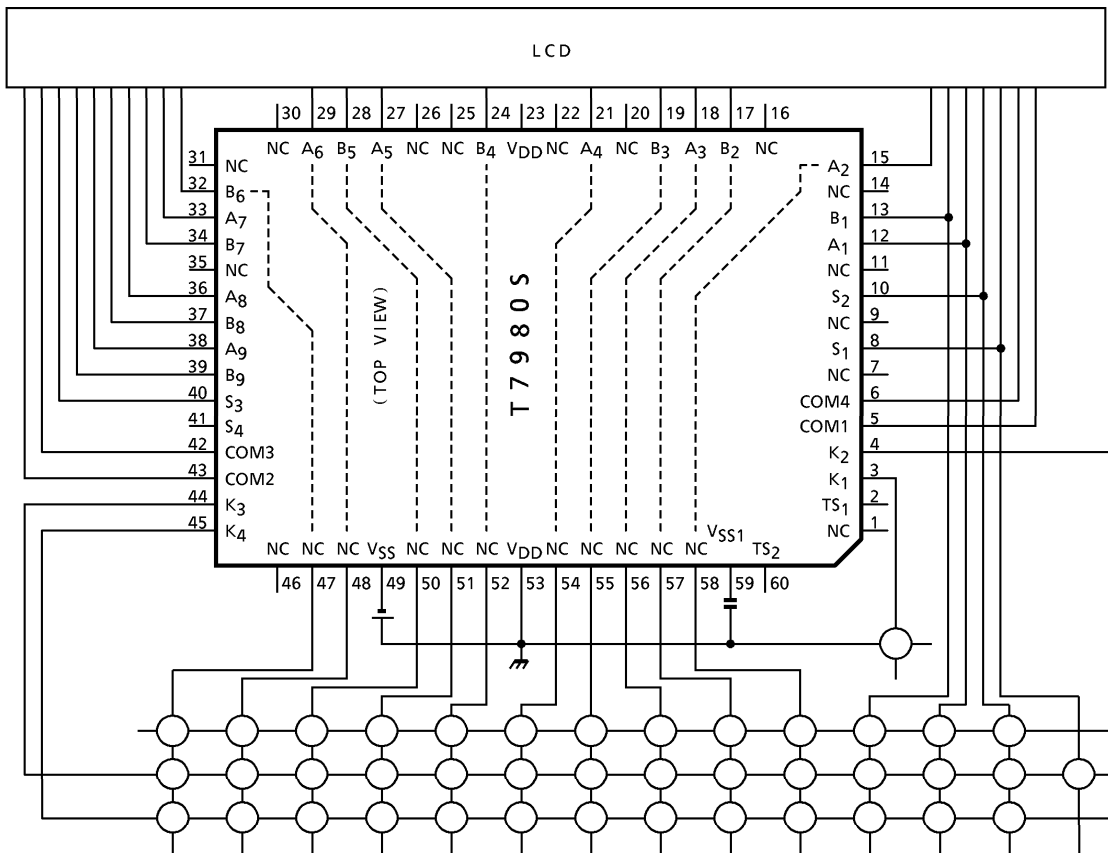 LCD
30 29 28 27 26 25 24 23 22 21 20 19 18 17 16
NC A6 B5 A5 NC NC B4 VDD NC A4 NC B3 A3 B2 NC
31 NC
32 B6
33 A7
34 B7
35 NC
36 A8
37 B8
38 A9
39 B9
40 S3
41 S4
42 COM3
43 COM2
44 K3
45 K4
(TOP VIEW)
T7980S
A2 15
NC 14
B1 13
A1 12
NC 11
S2 10
NC 9
S1 8
NC 7
COM4 6
COM1 5
K2 4
K1 3
TS1 2
NC 1
NC NC NC VSS NC NC NC VDD NC NC NC NC NC VSS1 TS2
46 47 48 49 50 51 52 53 54 55 56 57 58 59 60